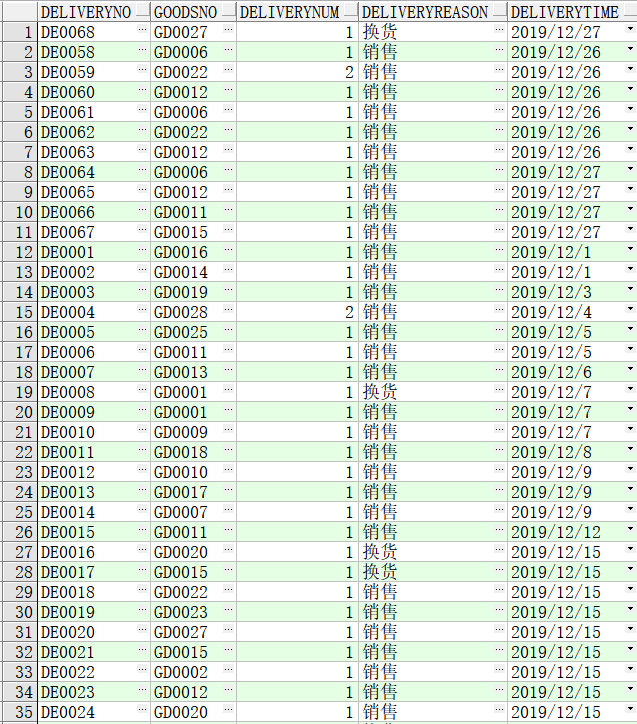 DELIVERYNO GOODSNO DELIVERYNUM DELIVERYREASON DELIVERYTIME
1 DE0068 GD0027 1 换货 2019/12/27
2 DE0058 GD0006 1 销售 2019/12/26
3 DE0059 GD0022 2 销售 2019/12/26
4 DE0060 GD0012 1 销售 2019/12/26
5 DE0061 GD0006 1 销售 2019/12/26
6 DE0062 GD0022 1 销售 2019/12/26
7 DE0063 GD0012 1 销售 2019/12/26
8 DE0064 GD0006 1 销售 2019/12/27
9 DE0065 GD0012 1 销售 2019/12/27
10 DE0066 GD0011 1 销售 2019/12/27
11 DE0067 GD0015 1 销售 2019/12/27
12 DE0001 GD0016 1 销售 2019/12/1
13 DE0002 GD0014 1 销售 2019/12/1
14 DE0003 GD0019 1 销售 2019/12/3
15 DE0004 GD0028 2 销售 2019/12/4
16 DE0005 GD0025 1 销售 2019/12/5
17 DE0006 GD0011 1 销售 2019/12/5
18 DE0007 GD0013 1 销售 2019/12/6
19 DE0008 GD0001 1 换货 2019/12/7
20 DE0009 GD0001 1 销售 2019/12/7
21 DE0010 GD0009 1 销售 2019/12/7
22 DE0011 GD0018 1 销售 2019/12/8
23 DE0012 GD0010 1 销售 2019/12/9
24 DE0013 GD0017 1 销售 2019/12/9
25 DE0014 GD0007 1 销售 2019/12/9
26 DE0015 GD0011 1 销售 2019/12/12
27 DE0016 GD0020 1 换货 2019/12/15
28 DE0017 GD0015 1 换货 2019/12/15
29 DE0018 GD0022 1 销售 2019/12/15
30 DE0019 GD0023 1 销售 2019/12/15
31 DE0020 GD0027 1 销售 2019/12/15
32 DE0021 GD0015 1 销售 2019/12/15
33 DE0022 GD0002 1 销售 2019/12/15
34 DE0023 GD0012 1 销售 2019/12/15
35 DE0024 GD0020 1 销售 2019/12/15